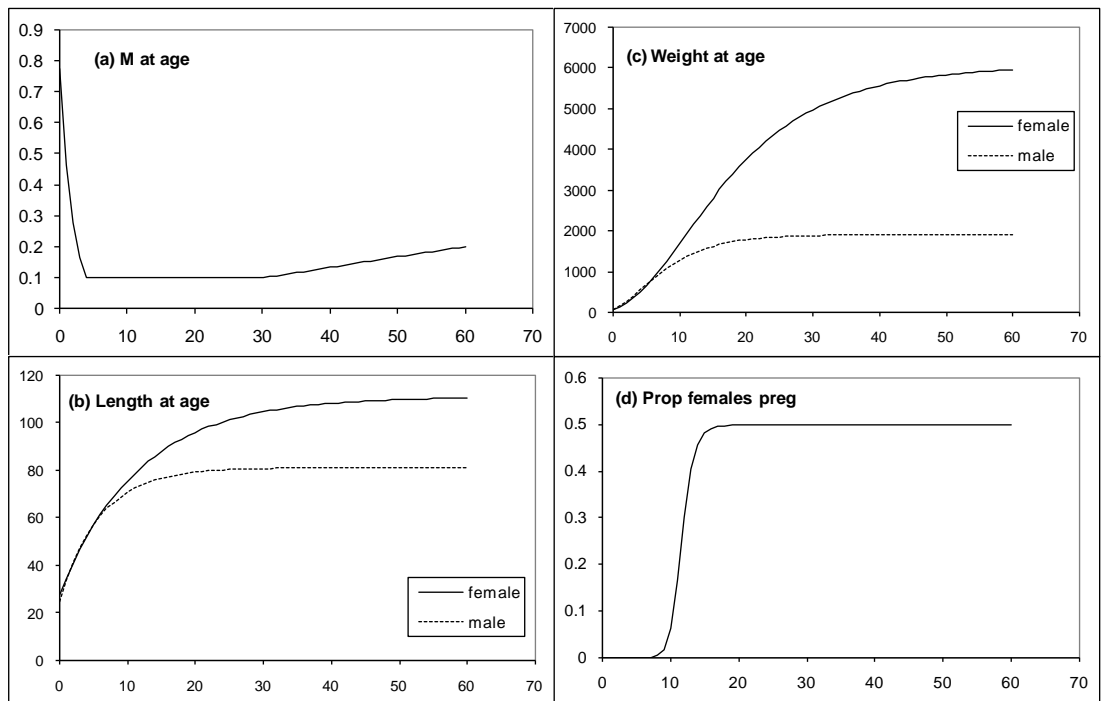 (a) M at age
0.9
0.8
0.7
0.6
0.5
0.4
0.3
0.2
0.1
0
0 10 20 30 40 50 60 70
(c) Weight at age
7000
6000
5000
4000
3000
2000
1000
0
female
male
0 10 20 30 40 50 60 70
(b) Length at age
120
100
80
60
40
20
0
female
male
0 10 20 30 40 50 60 70
(d) Prop females preg
0.6
0.5
0.4
0.3
0.2
0.1
0
0 10 20 30 40 50 60 70